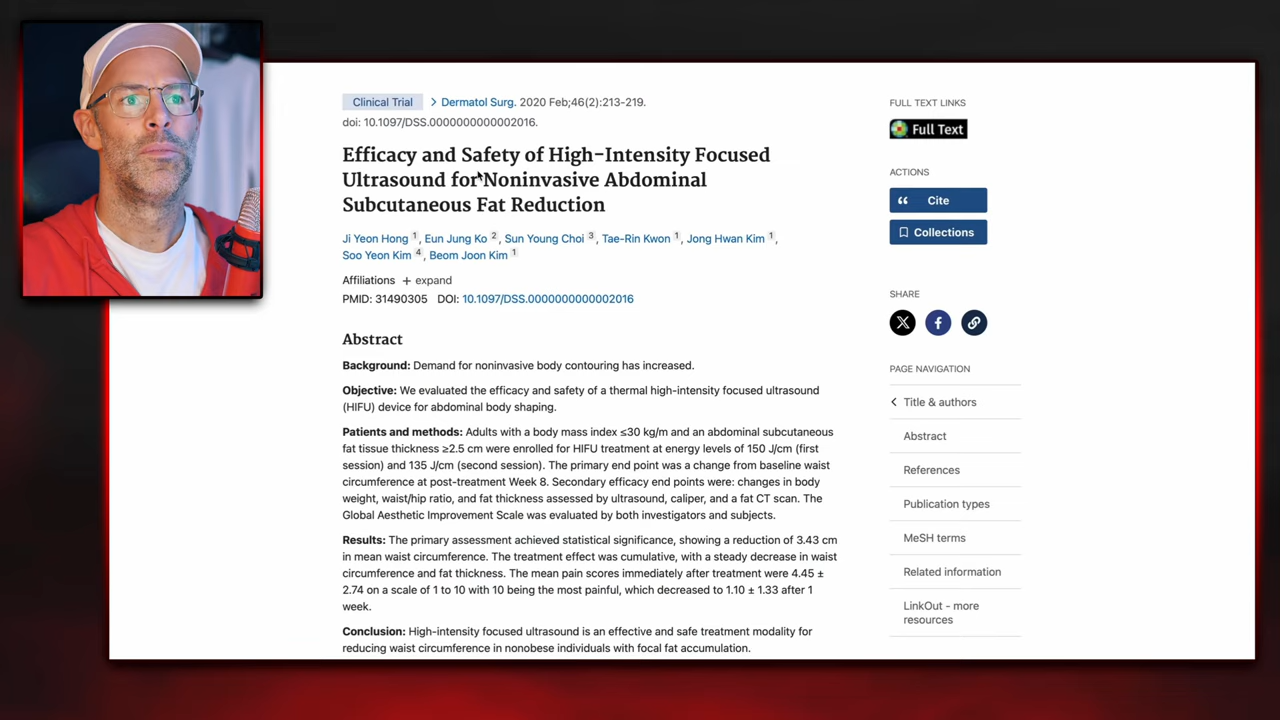 Clinical Trial > Dermatol Surg. 2020 Feb;46(2):213-219.
doi: 10.1097/DSS.0000000000002016.
Efficacy and Safety of High-Intensity Focused
Ultrasound for Noninvasive Abdominal
Subcutaneous Fat Reduction
Ji Yeon Hong 1, Eun Jung Ko 2, Sun Young Choi 3, Tae-Rin Kwon 1, Jong Hwan Kim 1,
Soo Yeon Kim 4, Beom Joon Kim 1
Affiliations + expand
PMID: 31490305 DOI: 10.1097/DSS.0000000000002016
Abstract
Background: Demand for noninvasive body contouring has increased.
Objective: We evaluated the efficacy and safety of a thermal high-intensity focused ultrasound
(HIFU) device for abdominal body shaping.
Patients and methods: Adults with a body mass index ≤30 kg/m and an abdominal subcutaneous
fat tissue thickness ≥2.5 cm were enrolled for HIFU treatment at energy levels of 150 J/cm (first
session) and 135 J/cm (second session). The primary end point was a change from baseline waist
circumference at post-treatment Week 8. Secondary efficacy end points were: changes in body
weight, waist/hip ratio, and fat thickness assessed by ultrasound, caliper, and a fat CT scan. The
Global Aesthetic Improvement Scale was evaluated by both investigators and subjects.
Results: The primary assessment achieved statistical significance, showing a reduction of 3.43 cm
in mean waist circumference. The treatment effect was cumulative, with a steady decrease in waist
circumference and fat thickness. The mean pain scores immediately after treatment were 4.45 ±
2.74 on a scale of 1 to 10 with 10 being the most painful, which decreased to 1.10 ± 1.33 after 1
week.
Conclusion: High-intensity focused ultrasound is an effective and safe treatment modality for
reducing waist circumference in nonobese individuals with focal fat accumulation.
FULL TEXT LINKS
Full Text
ACTIONS
Cite
Collections
SHARE
PAGE NAVIGATION
Title & authors
Abstract
References
Publication types
MeSH terms
Related information
LinkOut - more
resources